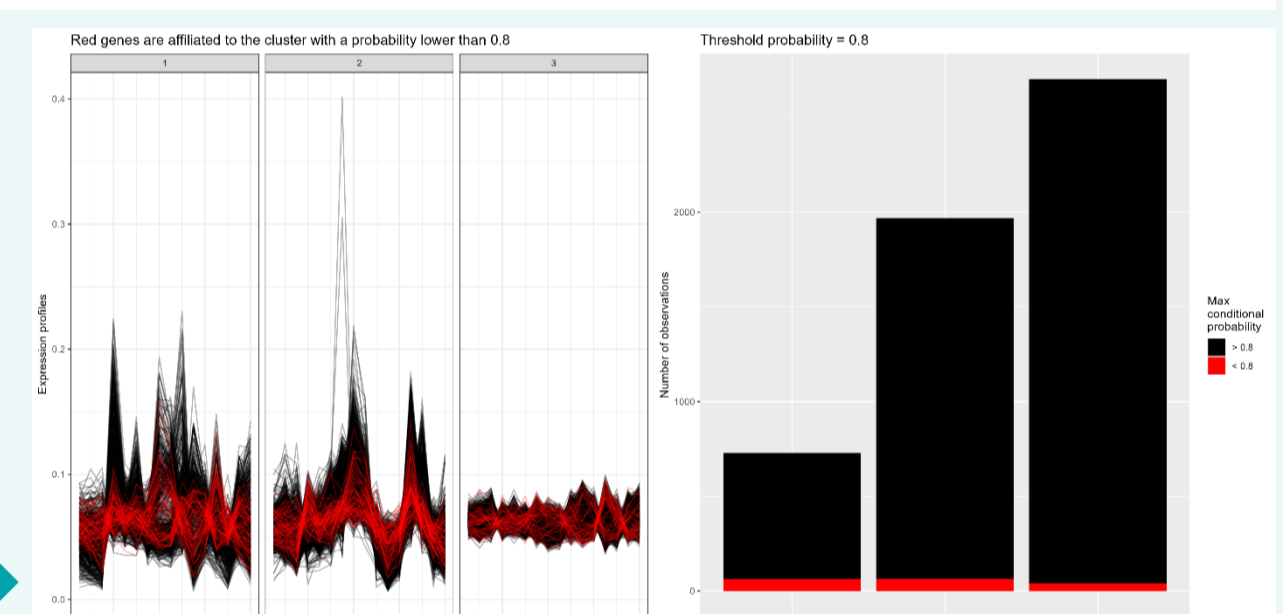 Red genes are affiliated to the cluster with a probability lower than 0.8
1
2
3
0.4
0.3
0.2
0.1
0.0
Expression profiles
Threshold probability = 0.8
2000
1000
0
Number of observations
Max
conditional
probability
> 0.8
< 0.8